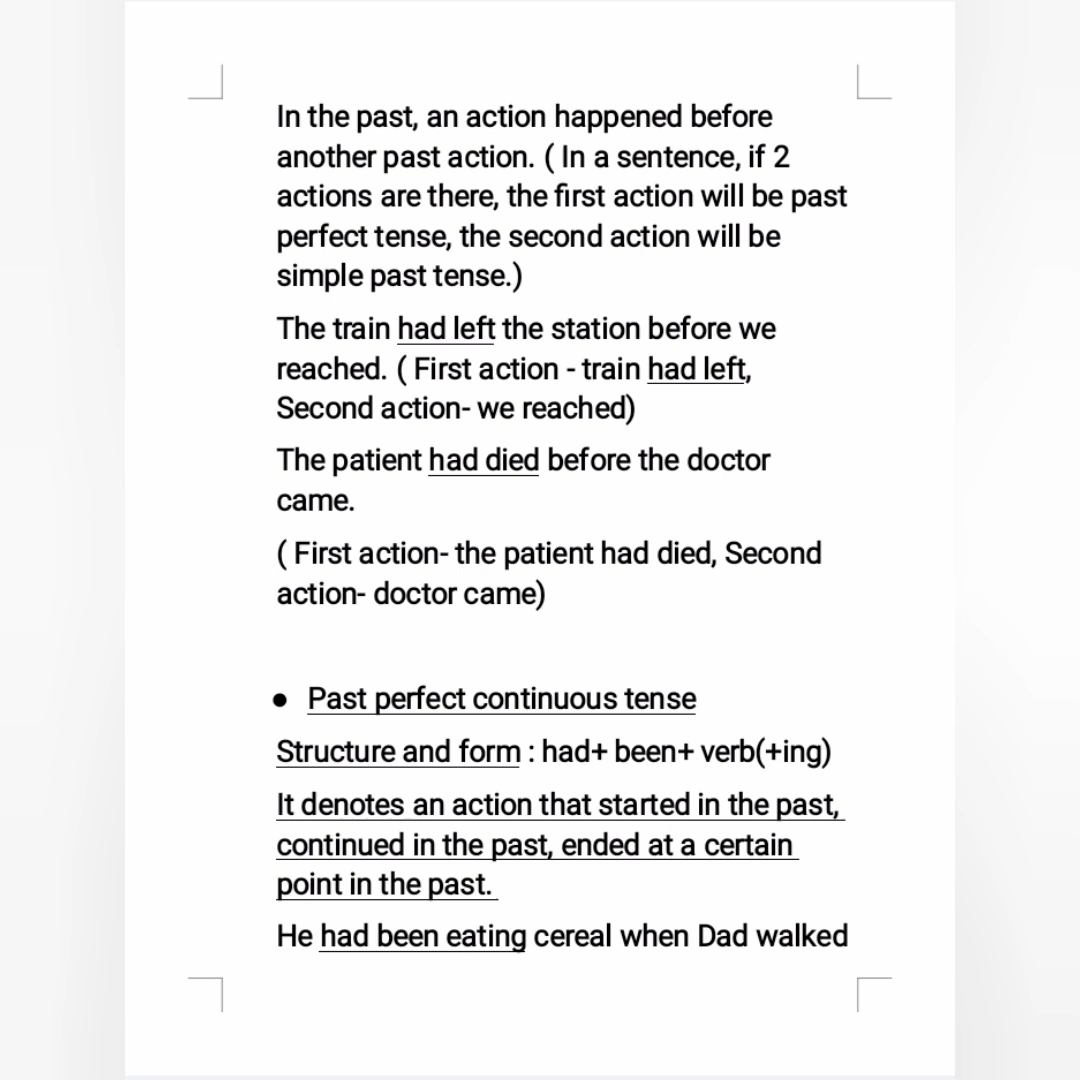 In the past, an action happened before
another past action. ( In a sentence, if 2
actions are there, the first action will be past
perfect tense, the second action will be
simple past tense.)
The train had left the station before we
reached. ( First action - train had left,
Second action- we reached)
The patient had died before the doctor
came.
( First action- the patient had died, Second
action- doctor came)
● Past perfect continuous tense
Structure and form : had+ been+ verb(+ing)
It denotes an action that started in the past,
continued in the past, ended at a certain
point in the past.
He had been eating cereal when Dad walked